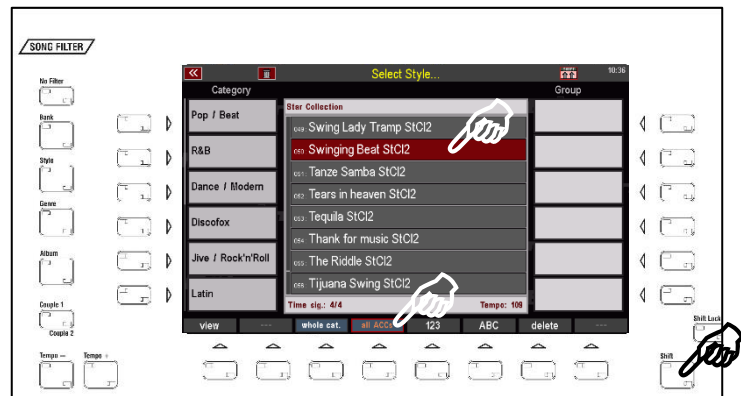 SONG FILTER
No Filter
Bank
Style
Genre
Album
Couple 1
Couple 2
Tempo - Tempo +
Select Style... 10:36
Category Group
Pop / Beat
R&B
Dance / Modern
Discofox
Jive / Rock'n'Roll
Latin
Star Collection
049: Swing Lady Tramp StCl2
050: Swinging Beat StCl2
051: Tanze Samba StCl2
052: Tears in heaven StCl2
053: Tequila StCl2
054: Thank for music StCl2
055: The Riddle StCl2
056: Tijuana Swing StCl2
Time sig.: 4/4 Tempo: 109
view --- whole cat. all ACCs 123 ABC delete ---
Shift Lock
Shift